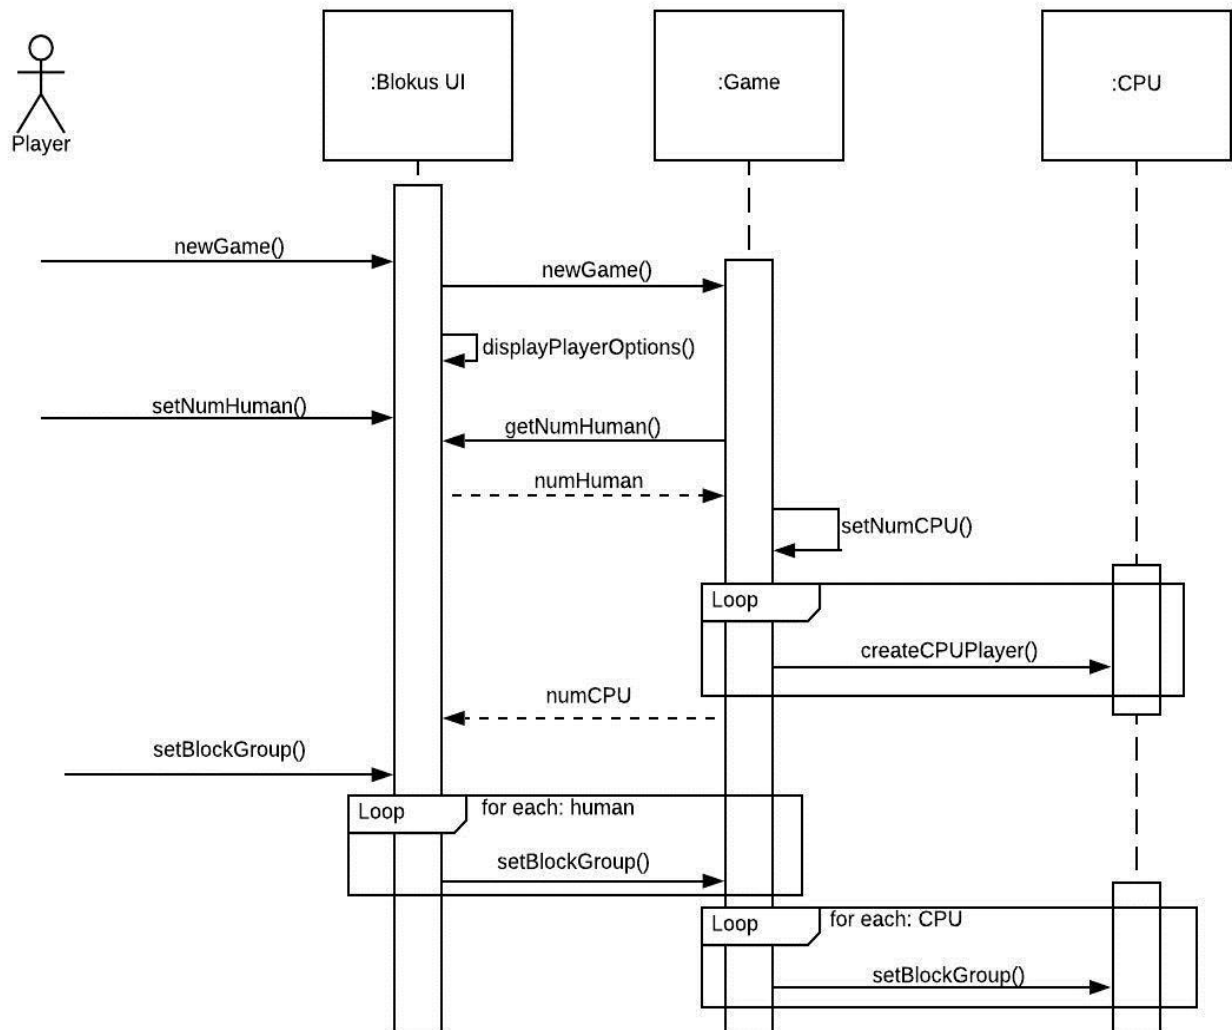 :Blokus UI
:Game
:CPU
Player
newGame()
newGame()
displayPlayerOptions()
setNumHuman()
getNumHuman()
numHuman
setNumCPU()
Loop
createCPUPlayer()
numCPU
setBlockGroup()
Loop
for each: human
setBlockGroup()
Loop
for each: CPU
setBlockGroup()